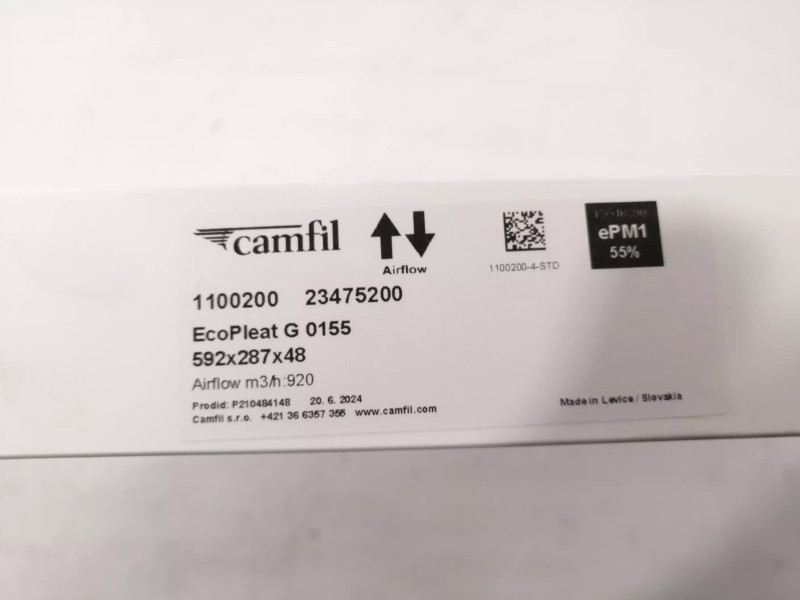 camfil
Airflow
1100200-4-STD
ePM1
55%
1100200 23475200
EcoPleat G 0155
592x287x48
Airflow m3/h:920
Prodid: P210484148 20. 6. 2024
Camfil s.r.o. +421 36 6357 355 www.camfil.com
Made in Levice / Slovakia